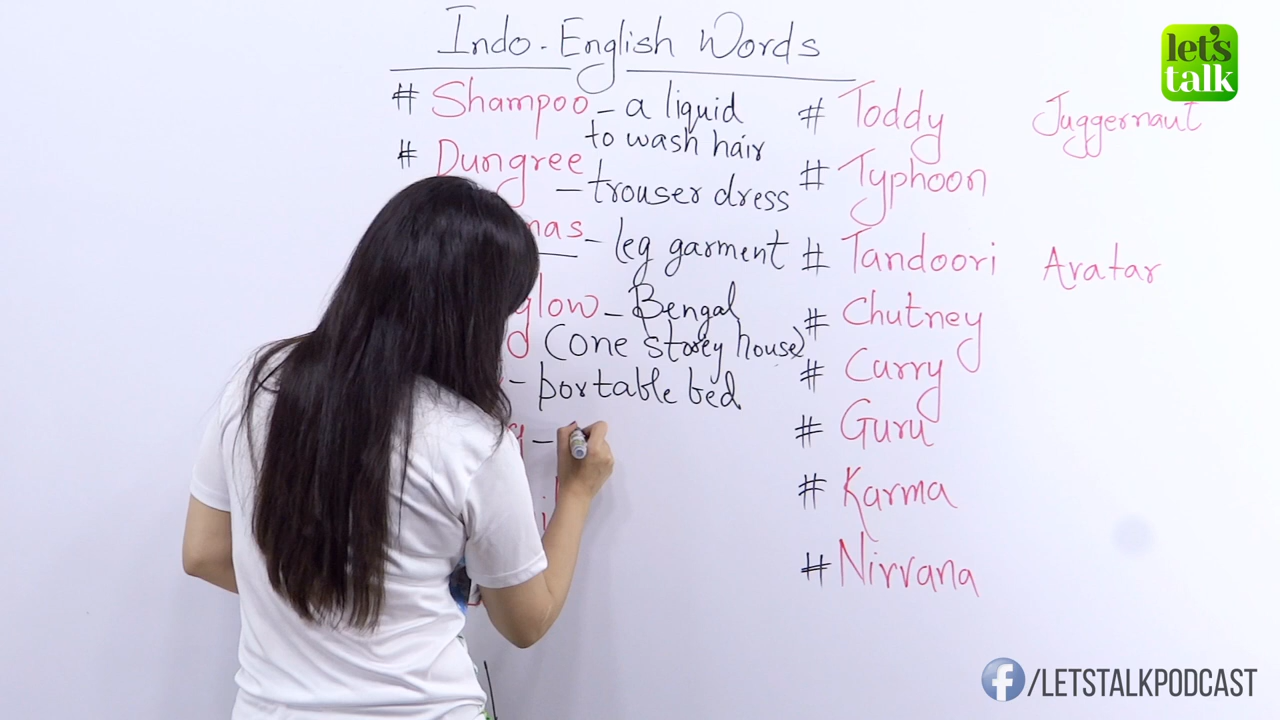 Indo-English Words
# Shampoo - a liquid
to wash hair
# Dungree
- trouser dress
- leg garment
- Bengal
(one storey house)
- portable bed
# Toddy
# Typhoon
# Tandoori
# Chutney
# Curry
# Guru
# Karma
# Nirvana
Juggernaut
Avatar
let's
talk
f/LETSTALKPODCAST